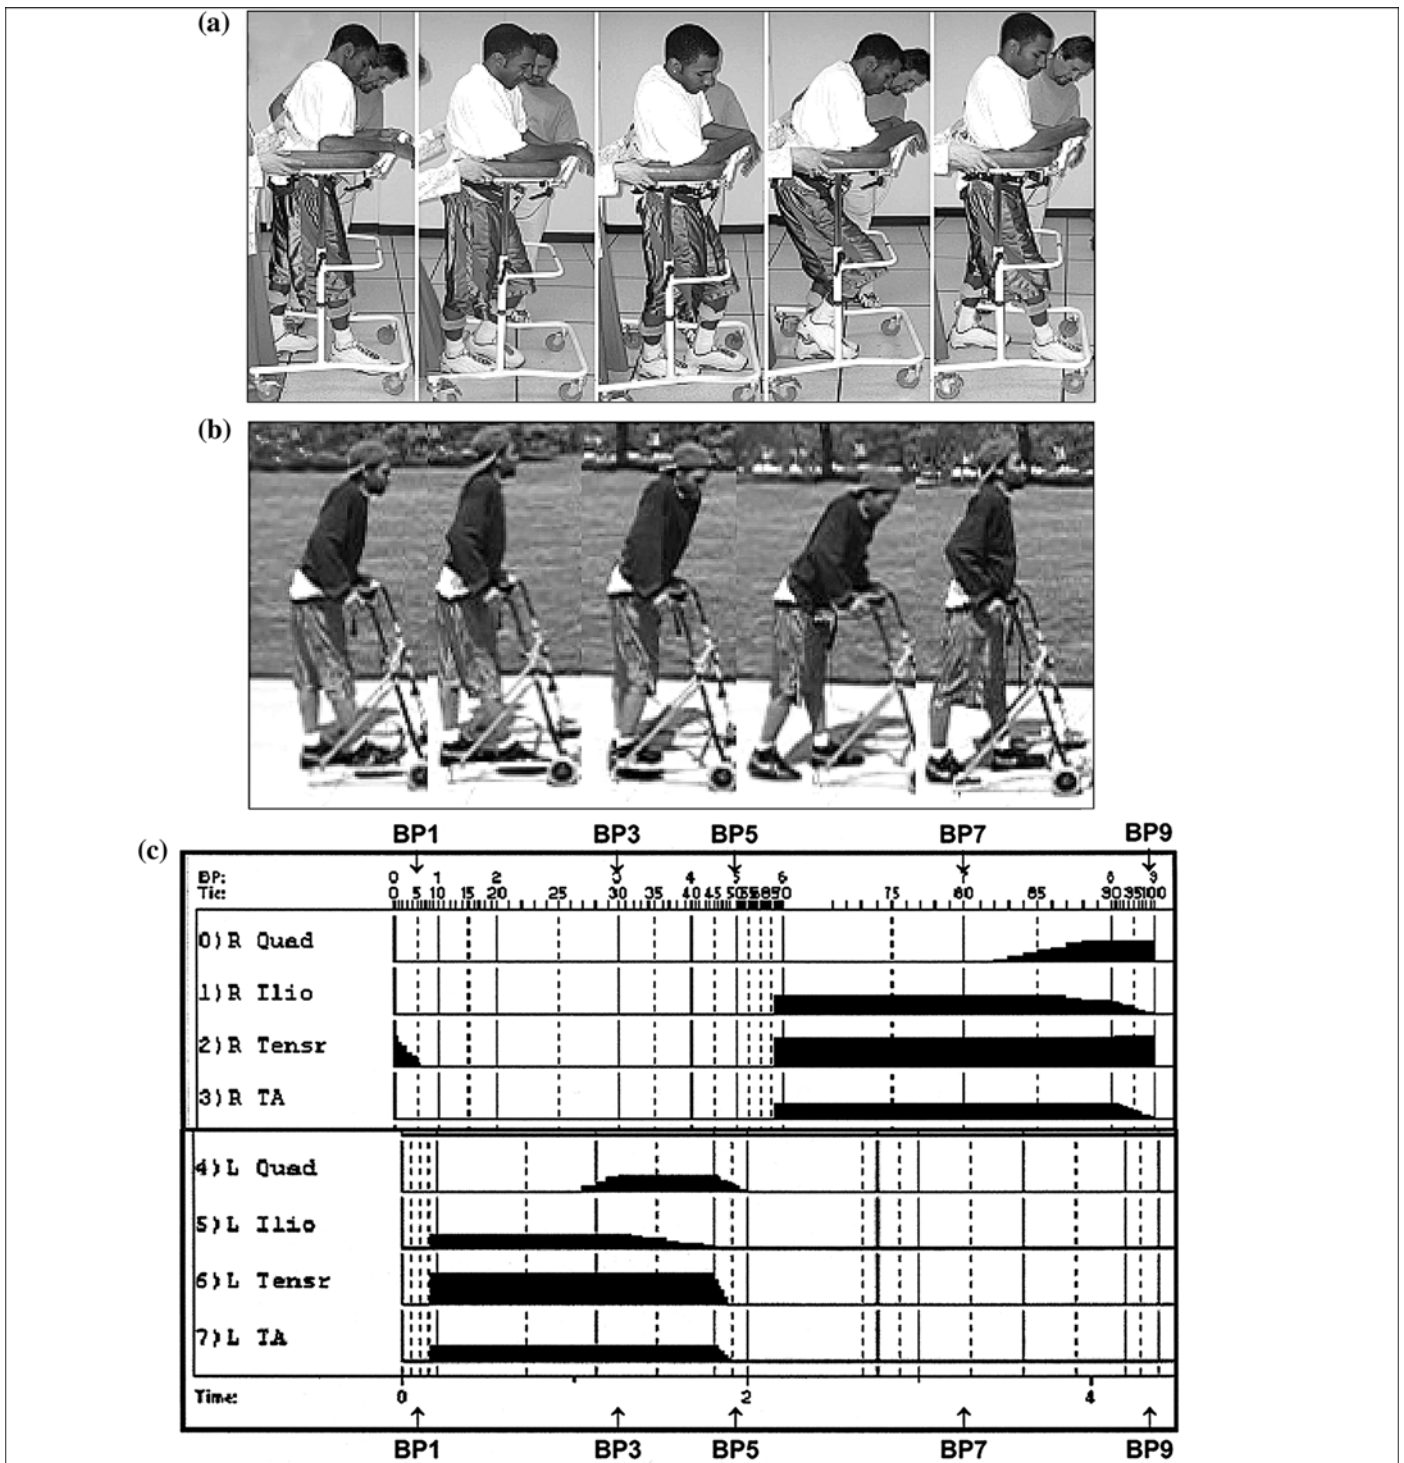 (a)
(b)
(c)
BP1 BP3 BP5 BP7 BP9
BP: 0 1 2 3 4 5 6 7 8 9
Tic: 0 5 10 15 20 25 30 35 40 45 50 70 75 80 85 90 95 100
0)R Quad
1)R Ilio
2)R Tensr
3)R TA
4)L Quad
5)L Ilio
6)L Tensr
7)L TA
Time: 0 2 4
BP1 BP3 BP5 BP7 BP9